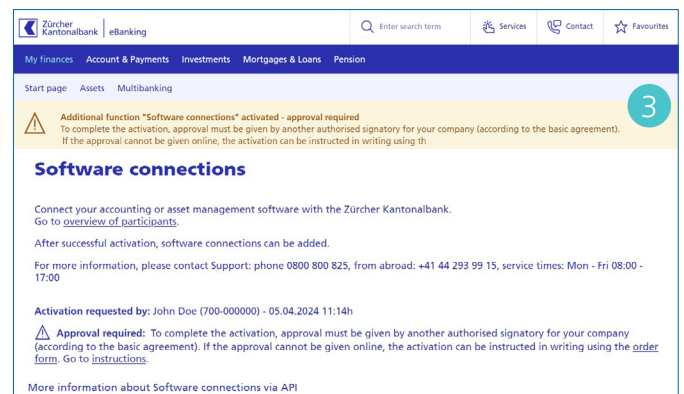 Zürcher
Kantonalbank
eBanking
Enter search term
Services
Contact
Favourites
My finances Account & Payments Investments Mortgages & Loans Pension
Start page Assets Multibanking
3
Additional function "Software connections" activated - approval required
To complete the activation, approval must be given by another authorised signatory for your company (according to the basic agreement).
If the approval cannot be given online, the activation can be instructed in writing using th
Software connections
Connect your accounting or asset management software with the Zürcher Kantonalbank.
Go to overview of participants.
After successful activation, software connections can be added.
For more information, please contact Support: phone 0800 800 825, from abroad: +41 44 293 99 15, service times: Mon - Fri 08:00 -
17:00
Activation requested by: John Doe (700-000000) - 05.04.2024 11:14h
Approval required: To complete the activation, approval must be given by another authorised signatory for your company
(according to the basic agreement). If the approval cannot be given online, the activation can be instructed in writing using the order
form. Go to instructions.
More information about Software connections via API